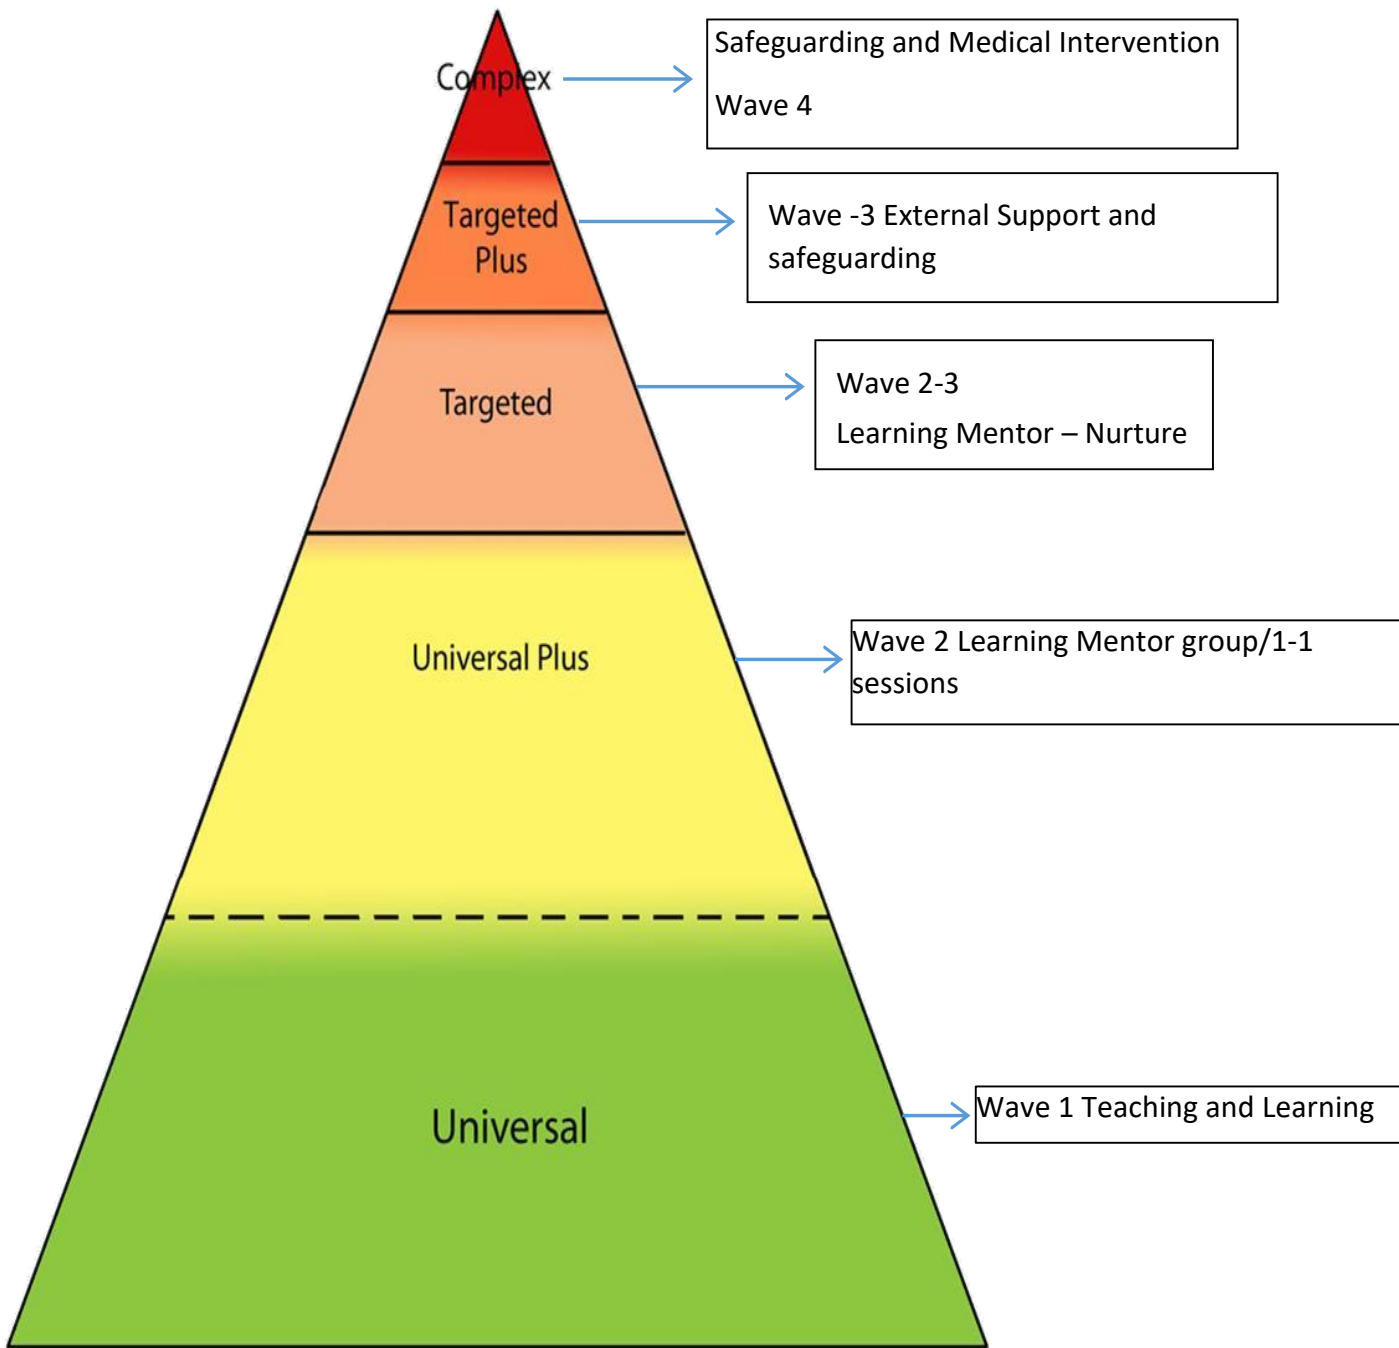 Complex
Safeguarding and Medical Intervention
Wave 4
Targeted
Plus
Wave -3 External Support and
safeguarding
Targeted
Wave 2-3
Learning Mentor – Nurture
Universal Plus
Wave 2 Learning Mentor group/1-1
sessions
Universal
Wave 1 Teaching and Learning